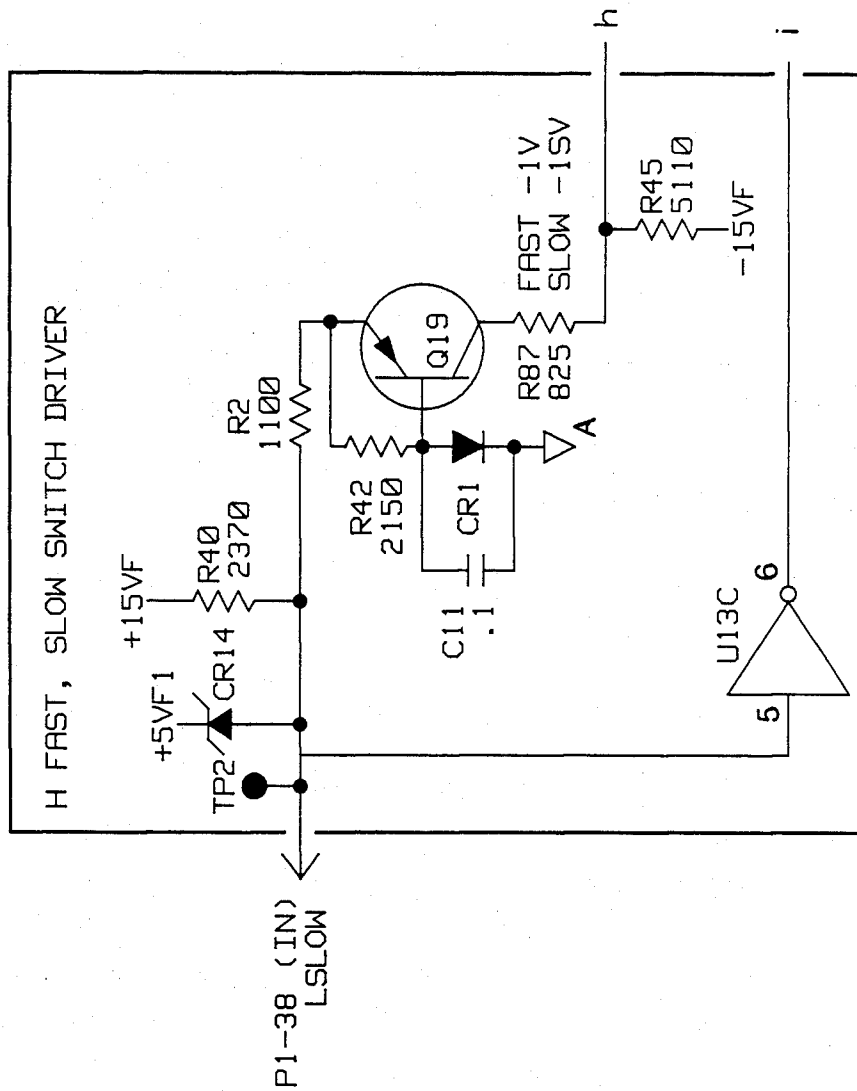 H FAST, SLOW SWITCH DRIVER
P1-38 (IN)
LSLOW
TP2
+5VF1
CR14
+15VF
R40
2370
R2
1100
R42
2150
C11
.1
CR1
A
Q19
R87
825
FAST -1V
SLOW -15V
R45
5110
-15VF
h
5
U13C
6
i